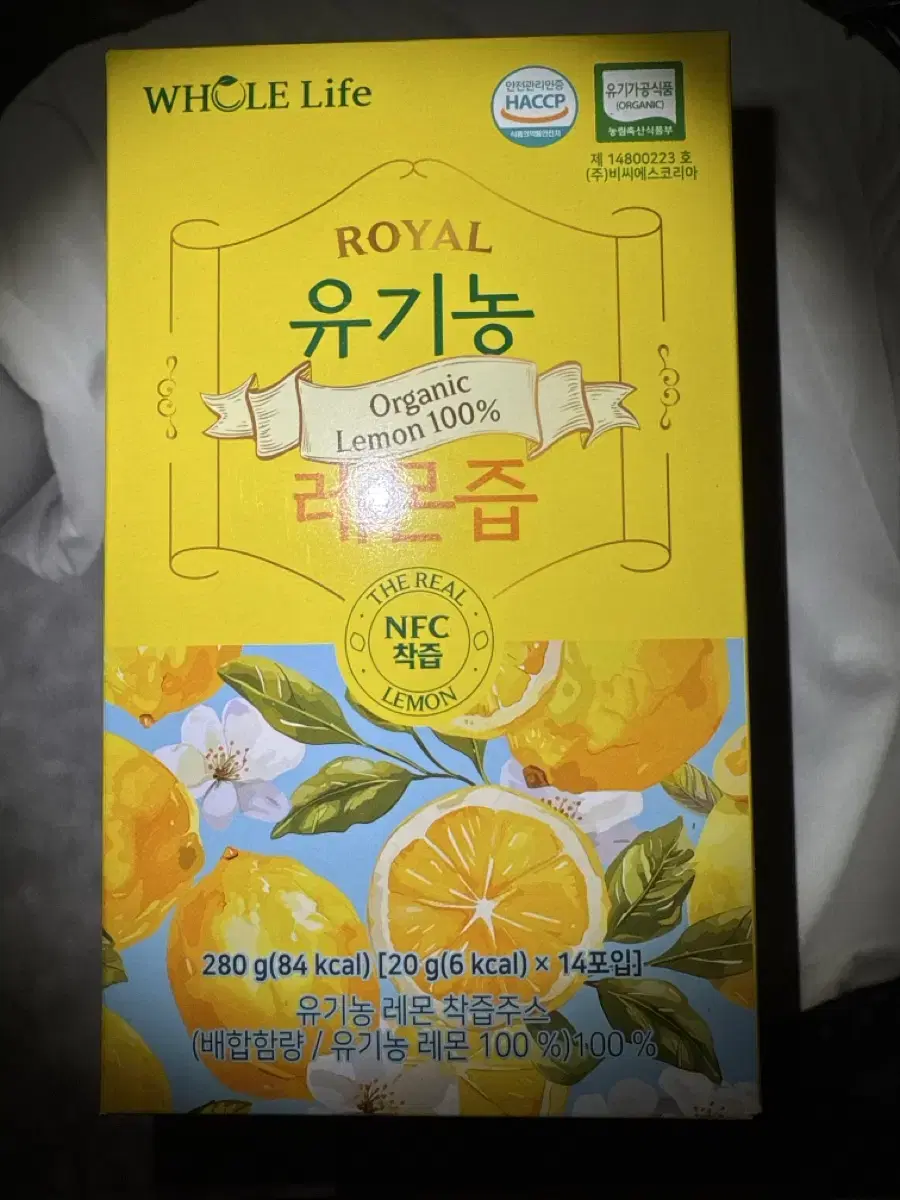 WHOLE Life
안전관리인증
HACCP
식품의약품안전처
유기가공식품
(ORGANIC)
농림축산식품부
제 14800223 호
(주)비씨에스코리아
ROYAL
유기농
Organic
Lemon 100%
레몬즙
THE REAL
NFC
착즙
LEMON
280 g(84 kcal) [20 g(6 kcal) × 14포입]
유기농 레몬 착즙주스
(배합함량 / 유기농 레몬 100 %)100 %